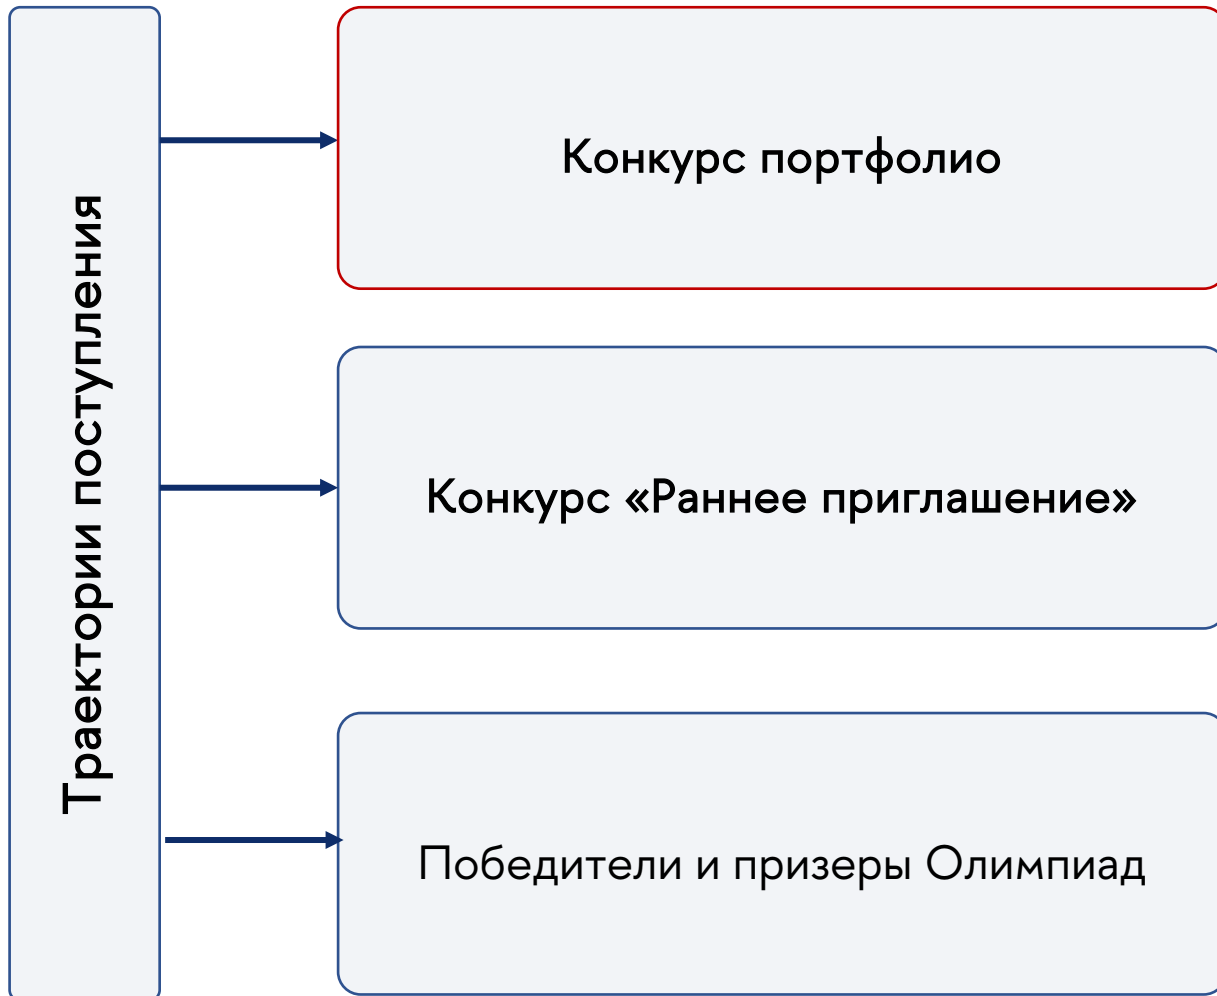 Траектории поступления
Конкурс портфолио
Конкурс «Раннее приглашение»
Победители и призеры Олимпиад